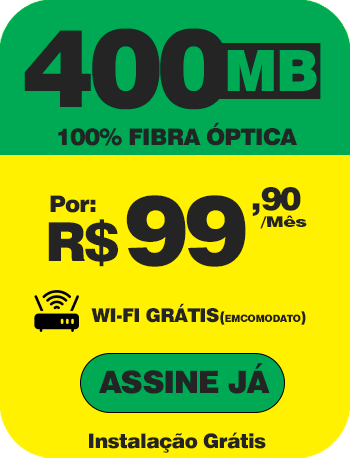 400MB
100% FIBRA ÓPTICA
Por:
R$99,90
/Mês
WI-FI GRÁTIS(EMCOMODATO)
ASSINE JÁ
Instalação Grátis